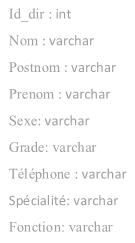 Id_dir : int
Nom : varchar
Postnom : varchar
Prenom : varchar
Sexe: varchar
Grade: varchar
Téléphone : varchar
Spécialité: varchar
Fonction: varchar